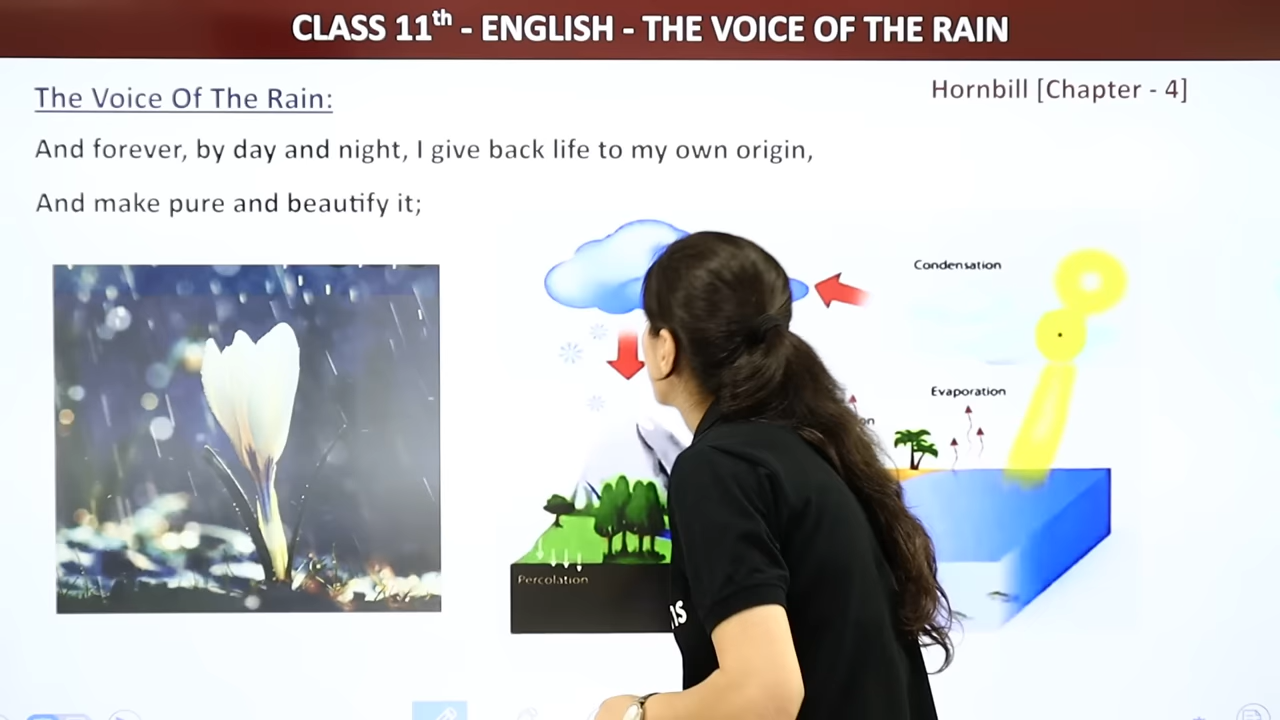 CLASS 11th - ENGLISH - THE VOICE OF THE RAIN
The Voice Of The Rain:
Hornbill [Chapter - 4]
And forever, by day and night, I give back life to my own origin,
And make pure and beautify it;
Condensation
Evaporation
on
Percolation
IS